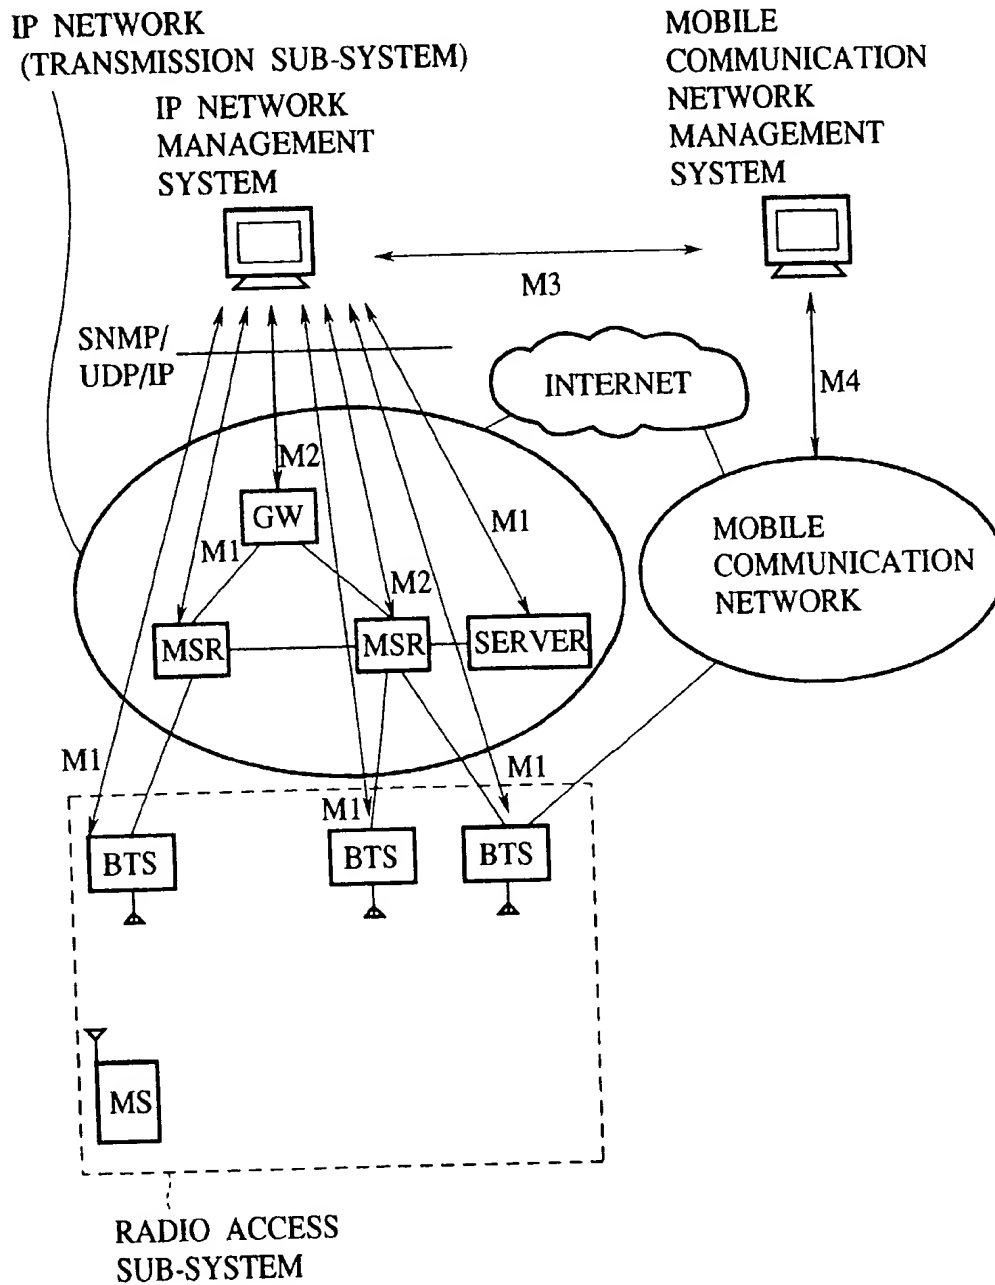 IP NETWORK
(TRANSMISSION SUB-SYSTEM)
IP NETWORK
MANAGEMENT
SYSTEM
MOBILE
COMMUNICATION
NETWORK
MANAGEMENT
SYSTEM
M3
SNMP/
UDP/IP
INTERNET
M4
M2
GW
M1
M1
M2
MOBILE
COMMUNICATION
NETWORK
MSR
MSR
SERVER
M1
M1
M1
BTS
BTS
BTS
MS
RADIO ACCESS
SUB-SYSTEM